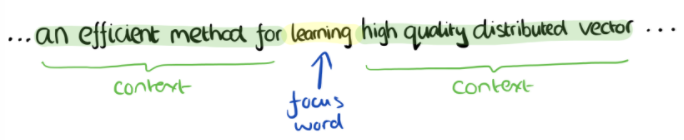 ...an efficient method for learning high quality distributed vector ...
context
context
focus
word